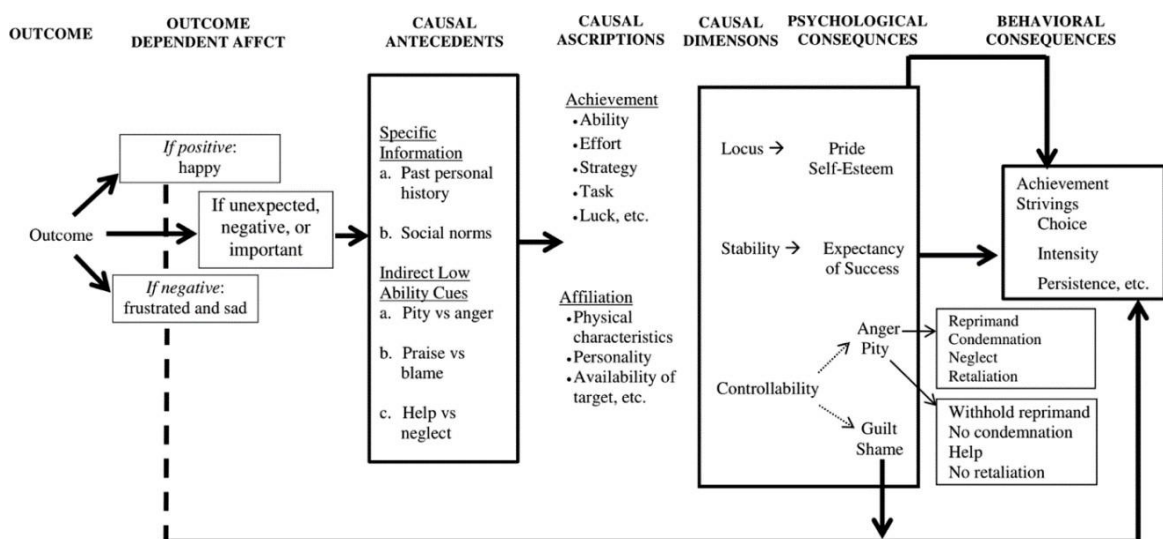 OUTCOME
OUTCOME
DEPENDENT AFFCT
CAUSAL
ANTECEDENTS
CAUSAL
ASCRIPTIONS
CAUSAL
DIMENSONS
PSYCHOLOGICAL
CONSEQUNCES
BEHAVIORAL
CONSEQUENCES
Outcome
If positive:
happy
If unexpected,
negative, or
important
If negative:
frustrated and sad
Specific
Information
a. Past personal
history
b. Social norms
Indirect Low
Ability Cues
a. Pity vs anger
b. Praise vs
blame
c. Help vs
neglect
Achievement
• Ability
• Effort
• Strategy
• Task
• Luck, etc.
Affiliation
• Physical
characteristics
• Personality
• Availability of
target, etc.
Locus →
Pride
Self-Esteem
Stability →
Expectancy
of Success
Controllability
Anger
Pity
Guilt
Shame
Achievement
Strivings
Choice
Intensity
Persistence, etc.
Reprimand
Condemnation
Neglect
Retaliation
Withhold reprimand
No condemnation
Help
No retaliation